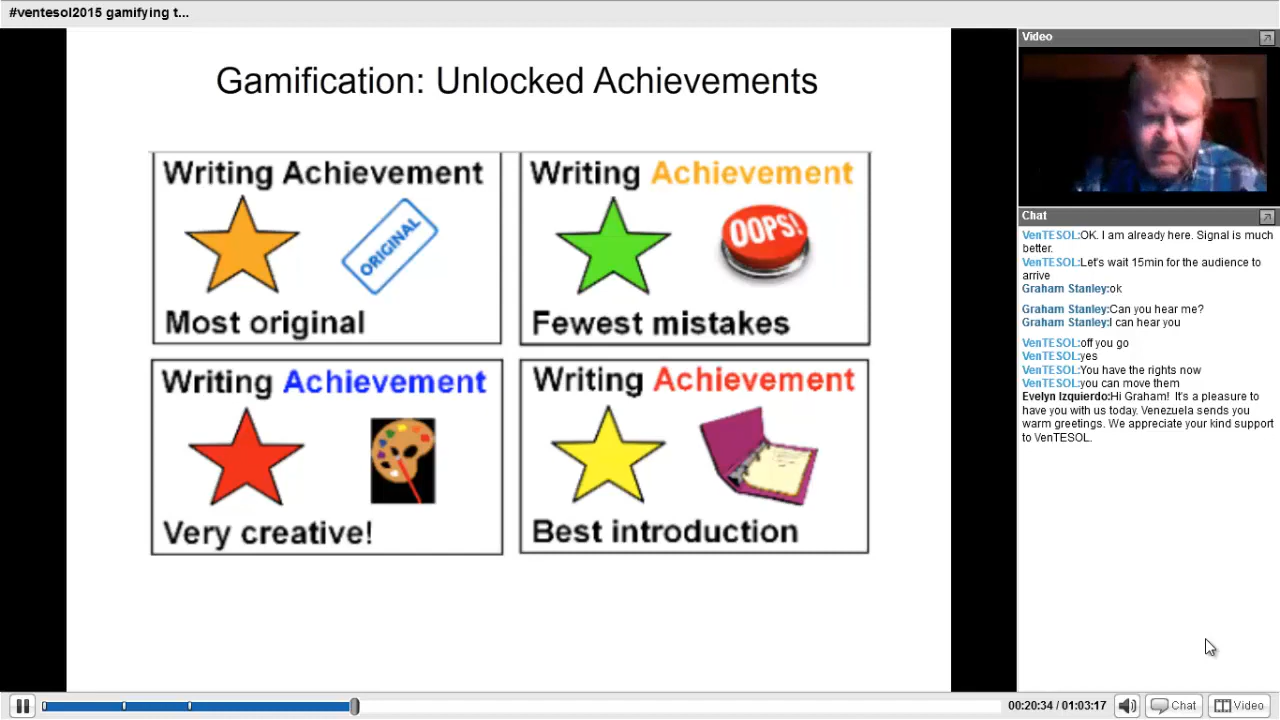 #ventesol2015 gamifying t...
Gamification: Unlocked Achievements
Writing Achievement
ORIGINAL
Most original
Writing Achievement
OOPS!
Fewest mistakes
Writing Achievement
Very creative!
Writing Achievement
Best introduction
Video
Chat
VenTESOL:OK. I am already here. Signal is much
better.
VenTESOL:Let's wait 15min for the audience to
arrive
Graham Stanley:ok
Graham Stanley:Can you hear me?
Graham Stanley:I can hear you
VenTESOL:off you go
VenTESOL:yes
VenTESOL:You have the rights now
VenTESOL:you can move them
Evelyn Izquierdo:Hi Graham! It's a pleasure to
have you with us today. Venezuela sends you
warm greetings. We appreciate your kind support
to VenTESOL.
00:20:34 / 01:03:17
Chat
Video